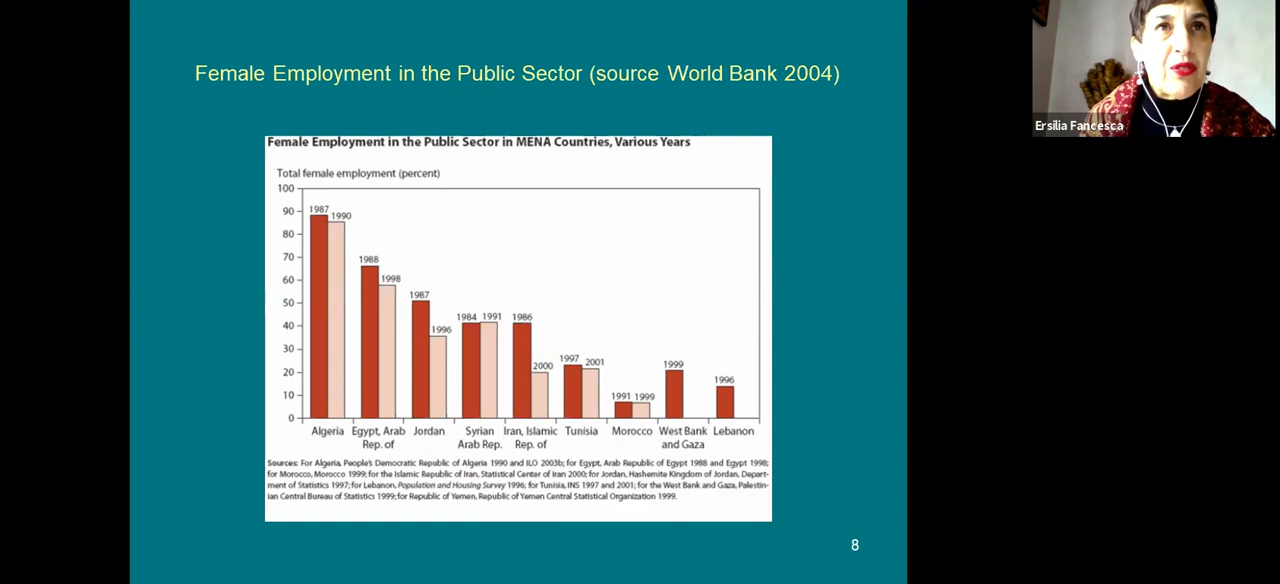 Female Employment in the Public Sector (source World Bank 2004)
Ersilia Fancesca
Female Employment in the Public Sector in MENA Countries, Various Years
Total female employment (percent)
100
90
80
70
60
50
40
30
20
10
0
1987
1990
1988
1998
1987
1996
1984 1991
1986
2000
1997
2001
1991 1999
1999
1996
Algeria Egypt, Arab Jordan Syrian Iran, Islamic Tunisia Morocco West Bank Lebanon
Rep. of Arab Rep. Rep. of and Gaza
Sources: For Algeria, People's Democratic Republic of Algeria 1990 and ILO 2003b; for Egypt, Arab Republic of Egypt 1988 and Egypt 1998;
for Morocco, Morocco 1999; for the Islamic Republic of Iran, Statistical Center of Iran 2000; for Jordan, Hashemite Kingdom of Jordan, Depart-
ment of Statistics 1997; for Lebanon, Population and Housing Survey 1996; for Tunisia, INS 1997 and 2001; for the West Bank and Gaza, Palestin-
ian Central Bureau of Statistics 1999; for Republic of Yemen, Republic of Yemen Central Statistical Organization 1999.
8